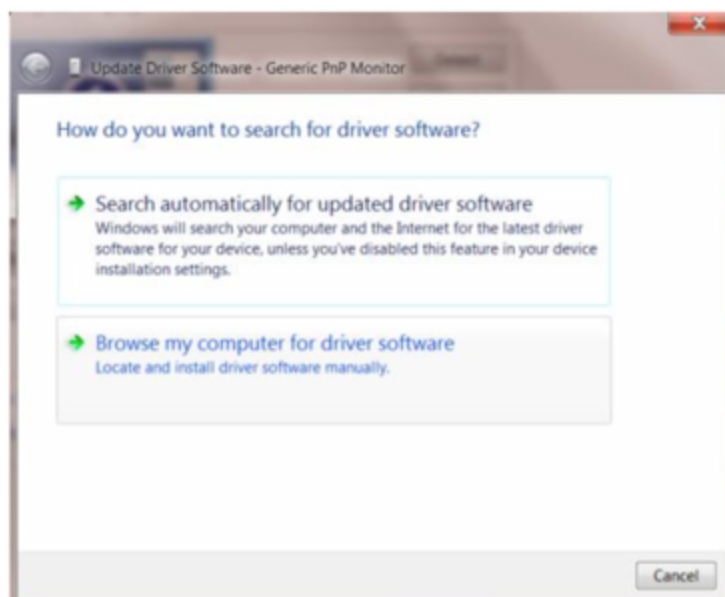 Update Driver Software - Generic PnP Monitor
How do you want to search for driver software?
Search automatically for updated driver software
Windows will search your computer and the Internet for the latest driver
software for your device, unless you've disabled this feature in your device
installation settings.
Browse my computer for driver software
Locate and install driver software manually.
Cancel